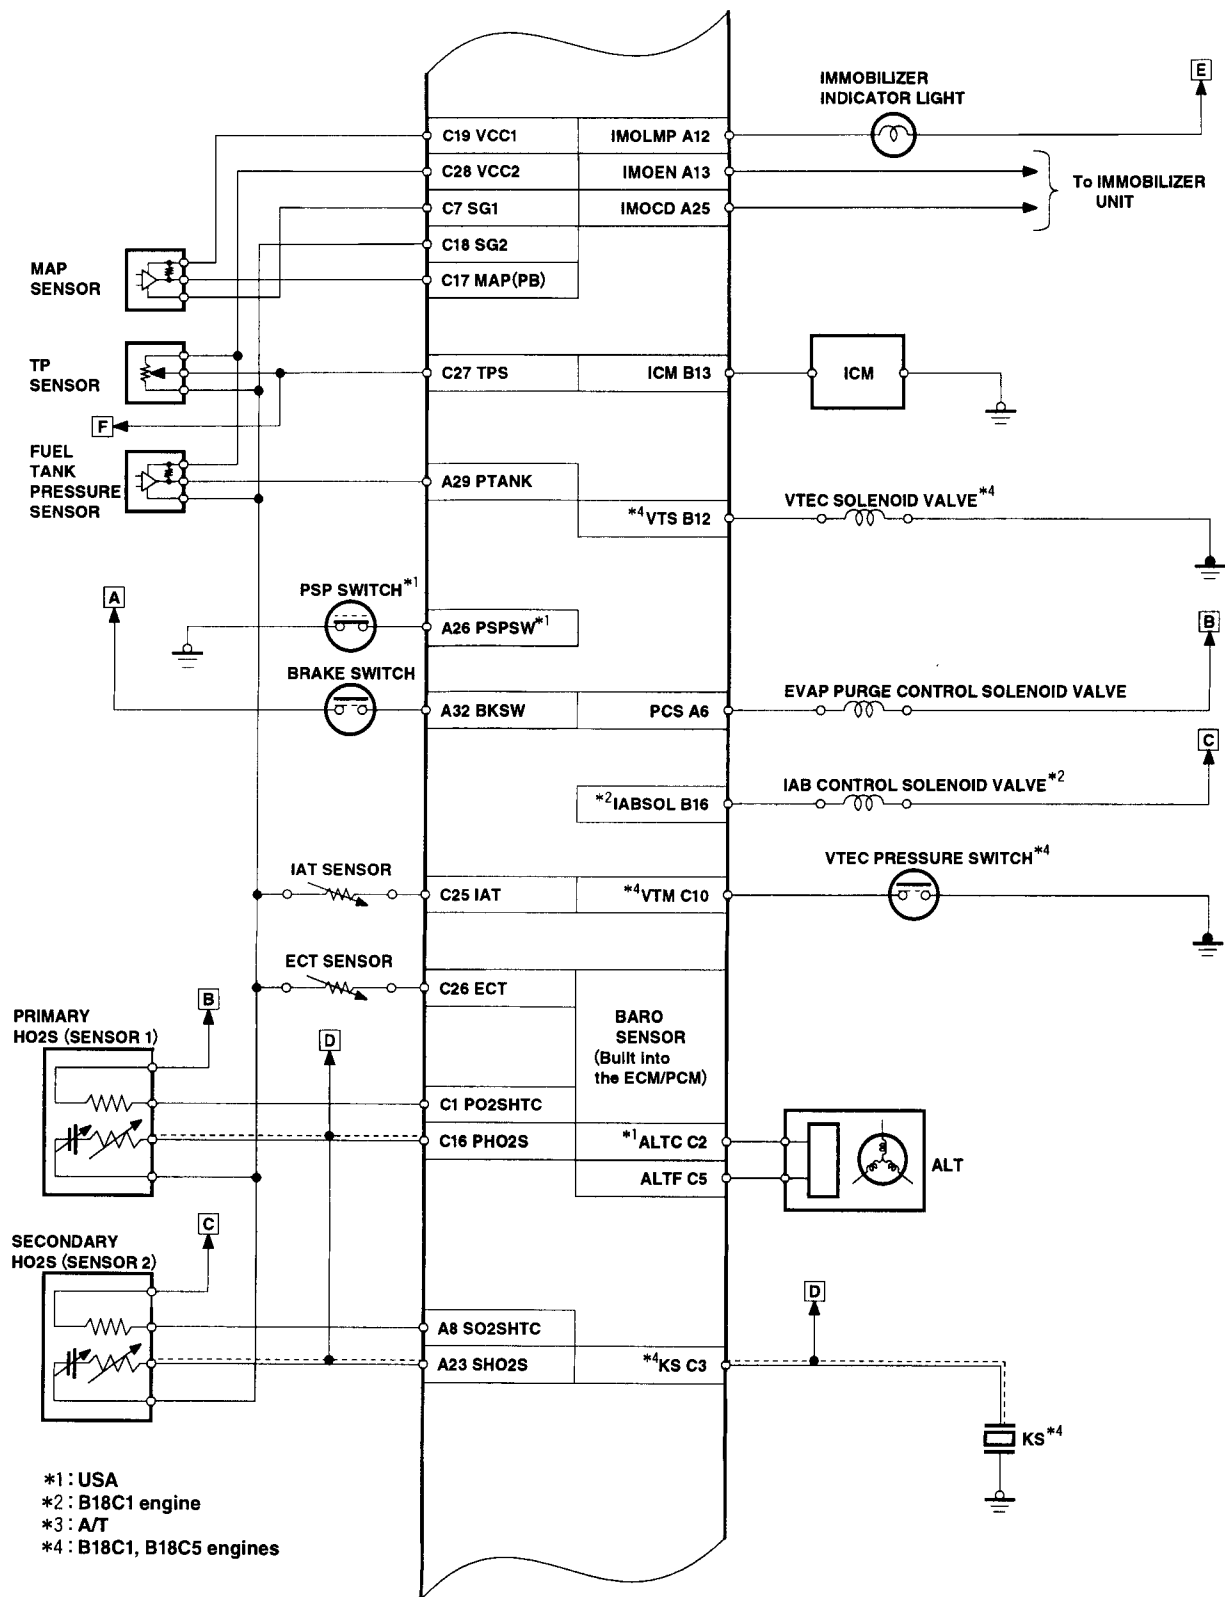 E
IMMOBILIZER
INDICATOR LIGHT
C19 VCC1
IMOLMP A12
C28 VCC2
IMOEN A13
C7 SG1
IMOCD A25
To IMMOBILIZER
UNIT
C18 SG2
C17 MAP(PB)
MAP
SENSOR
TP
SENSOR
C27 TPS
ICM B13
ICM
F
FUEL
TANK
PRESSURE
SENSOR
A29 PTANK
*4VTS B12
VTEC SOLENOID VALVE*4
A
PSP SWITCH*1
A26 PSPSW*1
B
BRAKE SWITCH
A32 BKSW
PCS A6
EVAP PURGE CONTROL SOLENOID VALVE
C
*2IABSOL B16
IAB CONTROL SOLENOID VALVE*2
VTEC PRESSURE SWITCH*4
IAT SENSOR
C25 IAT
*4VTM C10
ECT SENSOR
C26 ECT
B
PRIMARY
HO2S (SENSOR 1)
D
BARO
SENSOR
(Built into
the ECM/PCM)
C1 PO2SHTC
C16 PHO2S
*1ALTC C2
ALTF C5
ALT
C
SECONDARY
HO2S (SENSOR 2)
D
A8 SO2SHTC
A23 SHO2S
*4KS C3
KS*4
*1 : USA
*2 : B18C1 engine
*3 : A/T
*4 : B18C1, B18C5 engines